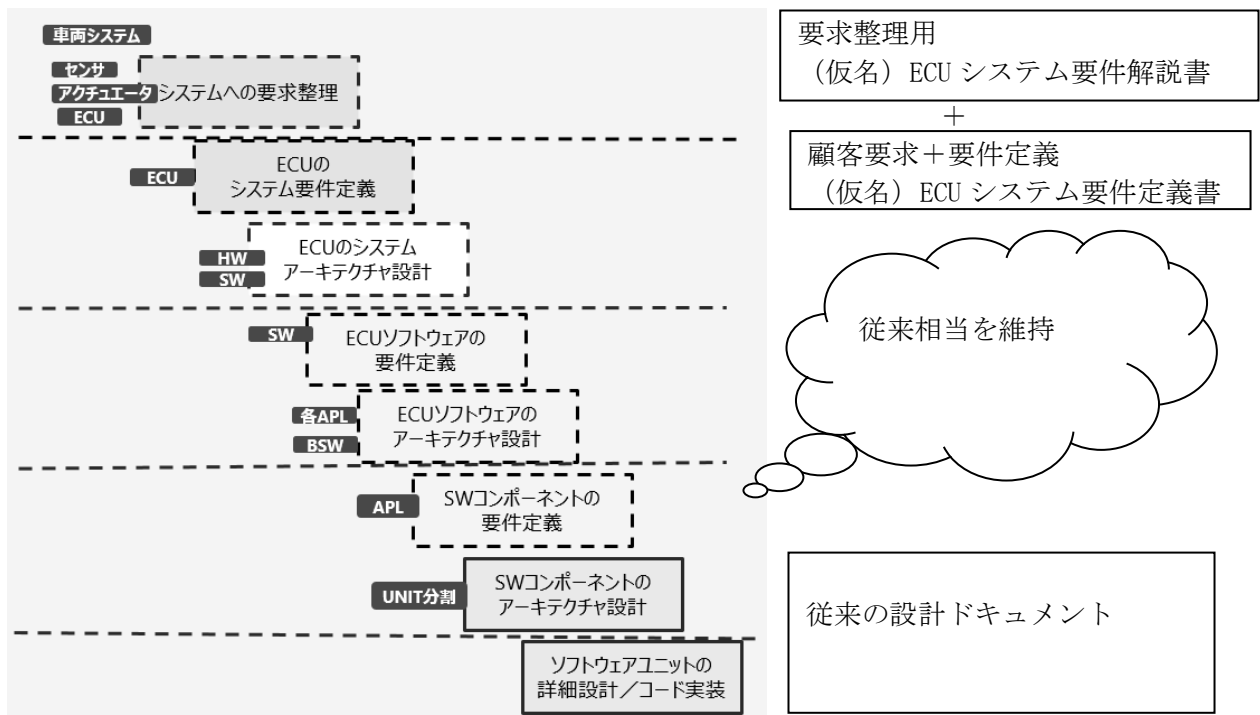 車両システム
センサ
アクチュエータ
ECU
システムへの要求整理
ECU
ECUの
システム要件定義
HW
SW
ECUのシステム
アーキテクチャ設計
SW
ECUソフトウェアの
要件定義
各APL
BSW
ECUソフトウェアの
アーキテクチャ設計
APL
SWコンポーネントの
要件定義
UNIT分割
SWコンポーネントの
アーキテクチャ設計
ソフトウェアユニットの
詳細設計／コード実装
要求整理用
（仮名）ECU システム要件解説書
＋
顧客要求＋要件定義
（仮名）ECU システム要件定義書
従来相当を維持
従来の設計ドキュメント